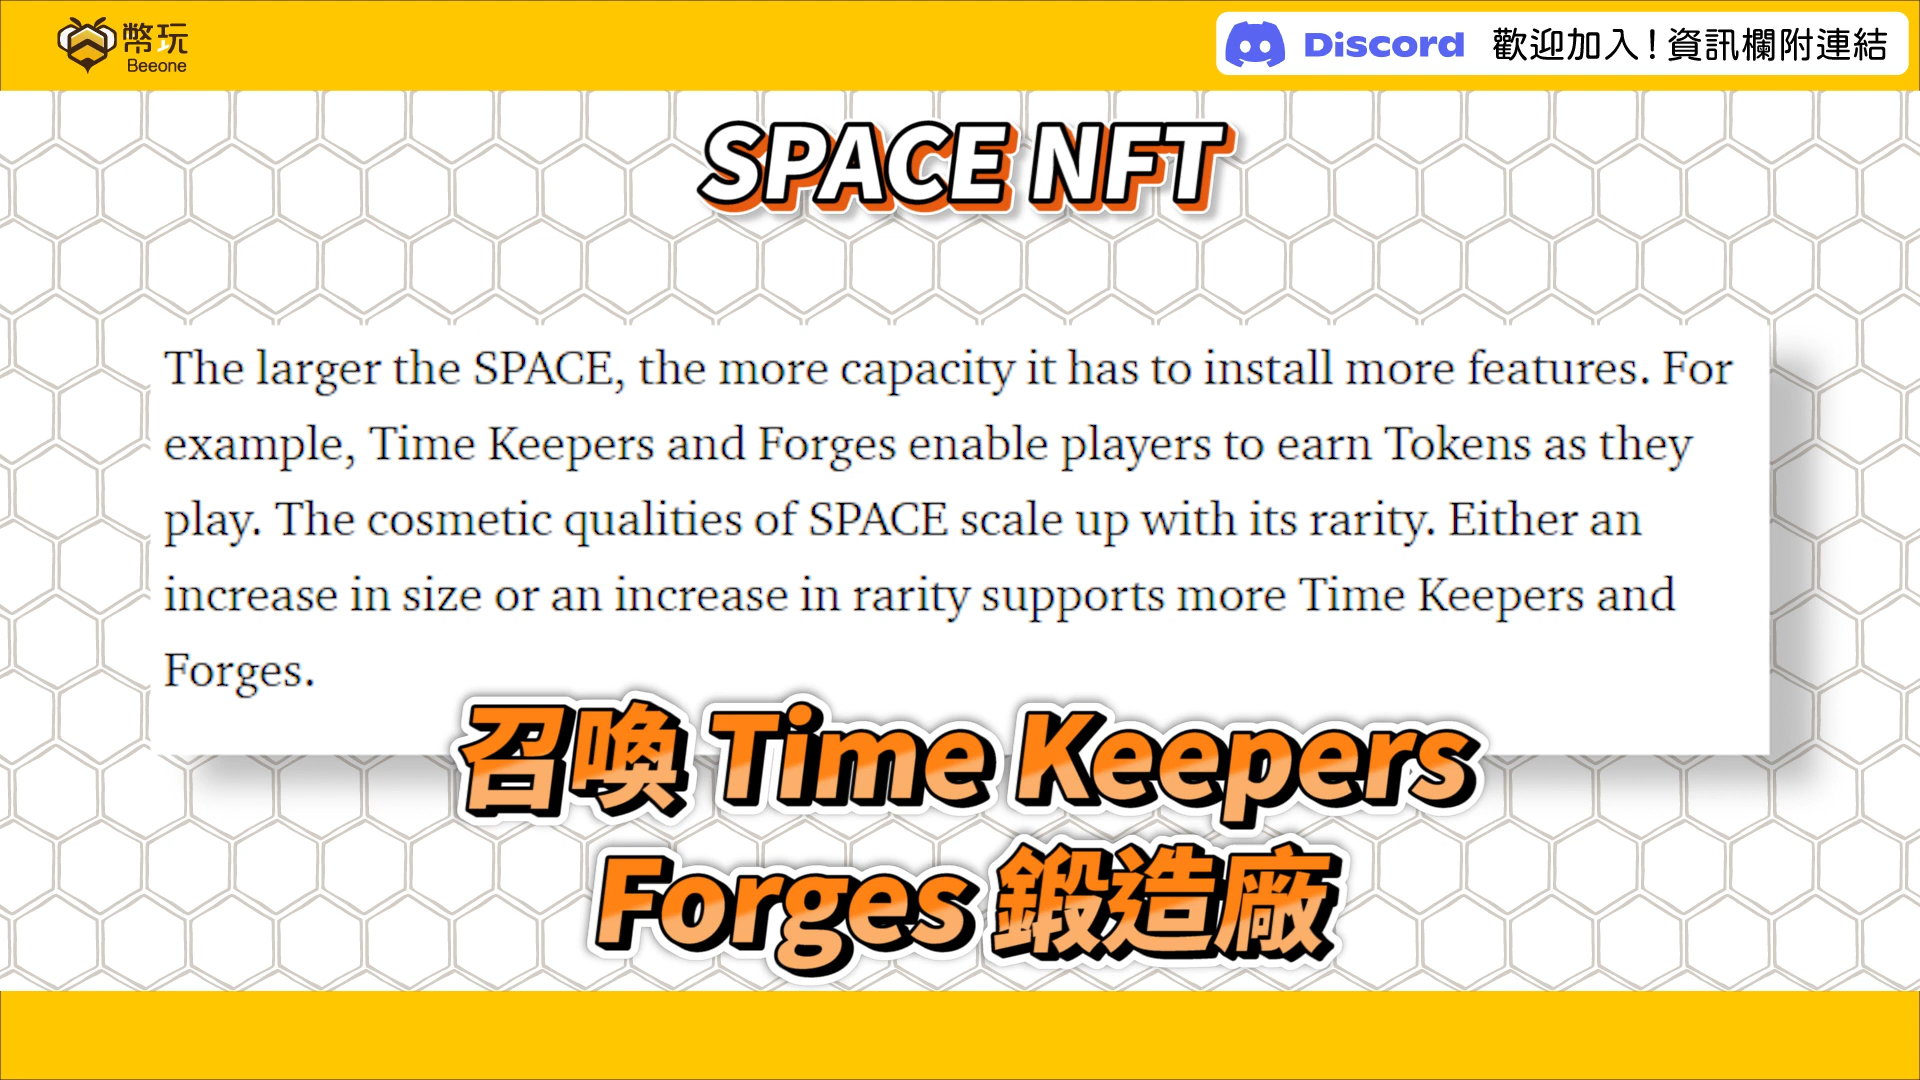 幣玩
Beeone
Discord 歡迎加入!資訊欄附連結
SPACE NFT
The larger the SPACE, the more capacity it has to install more features. For
example, Time Keepers and Forges enable players to earn Tokens as they
play. The cosmetic qualities of SPACE scale up with its rarity. Either an
increase in size or an increase in rarity supports more Time Keepers and
Forges.
召喚 Time Keepers
Forges 鍛造廠